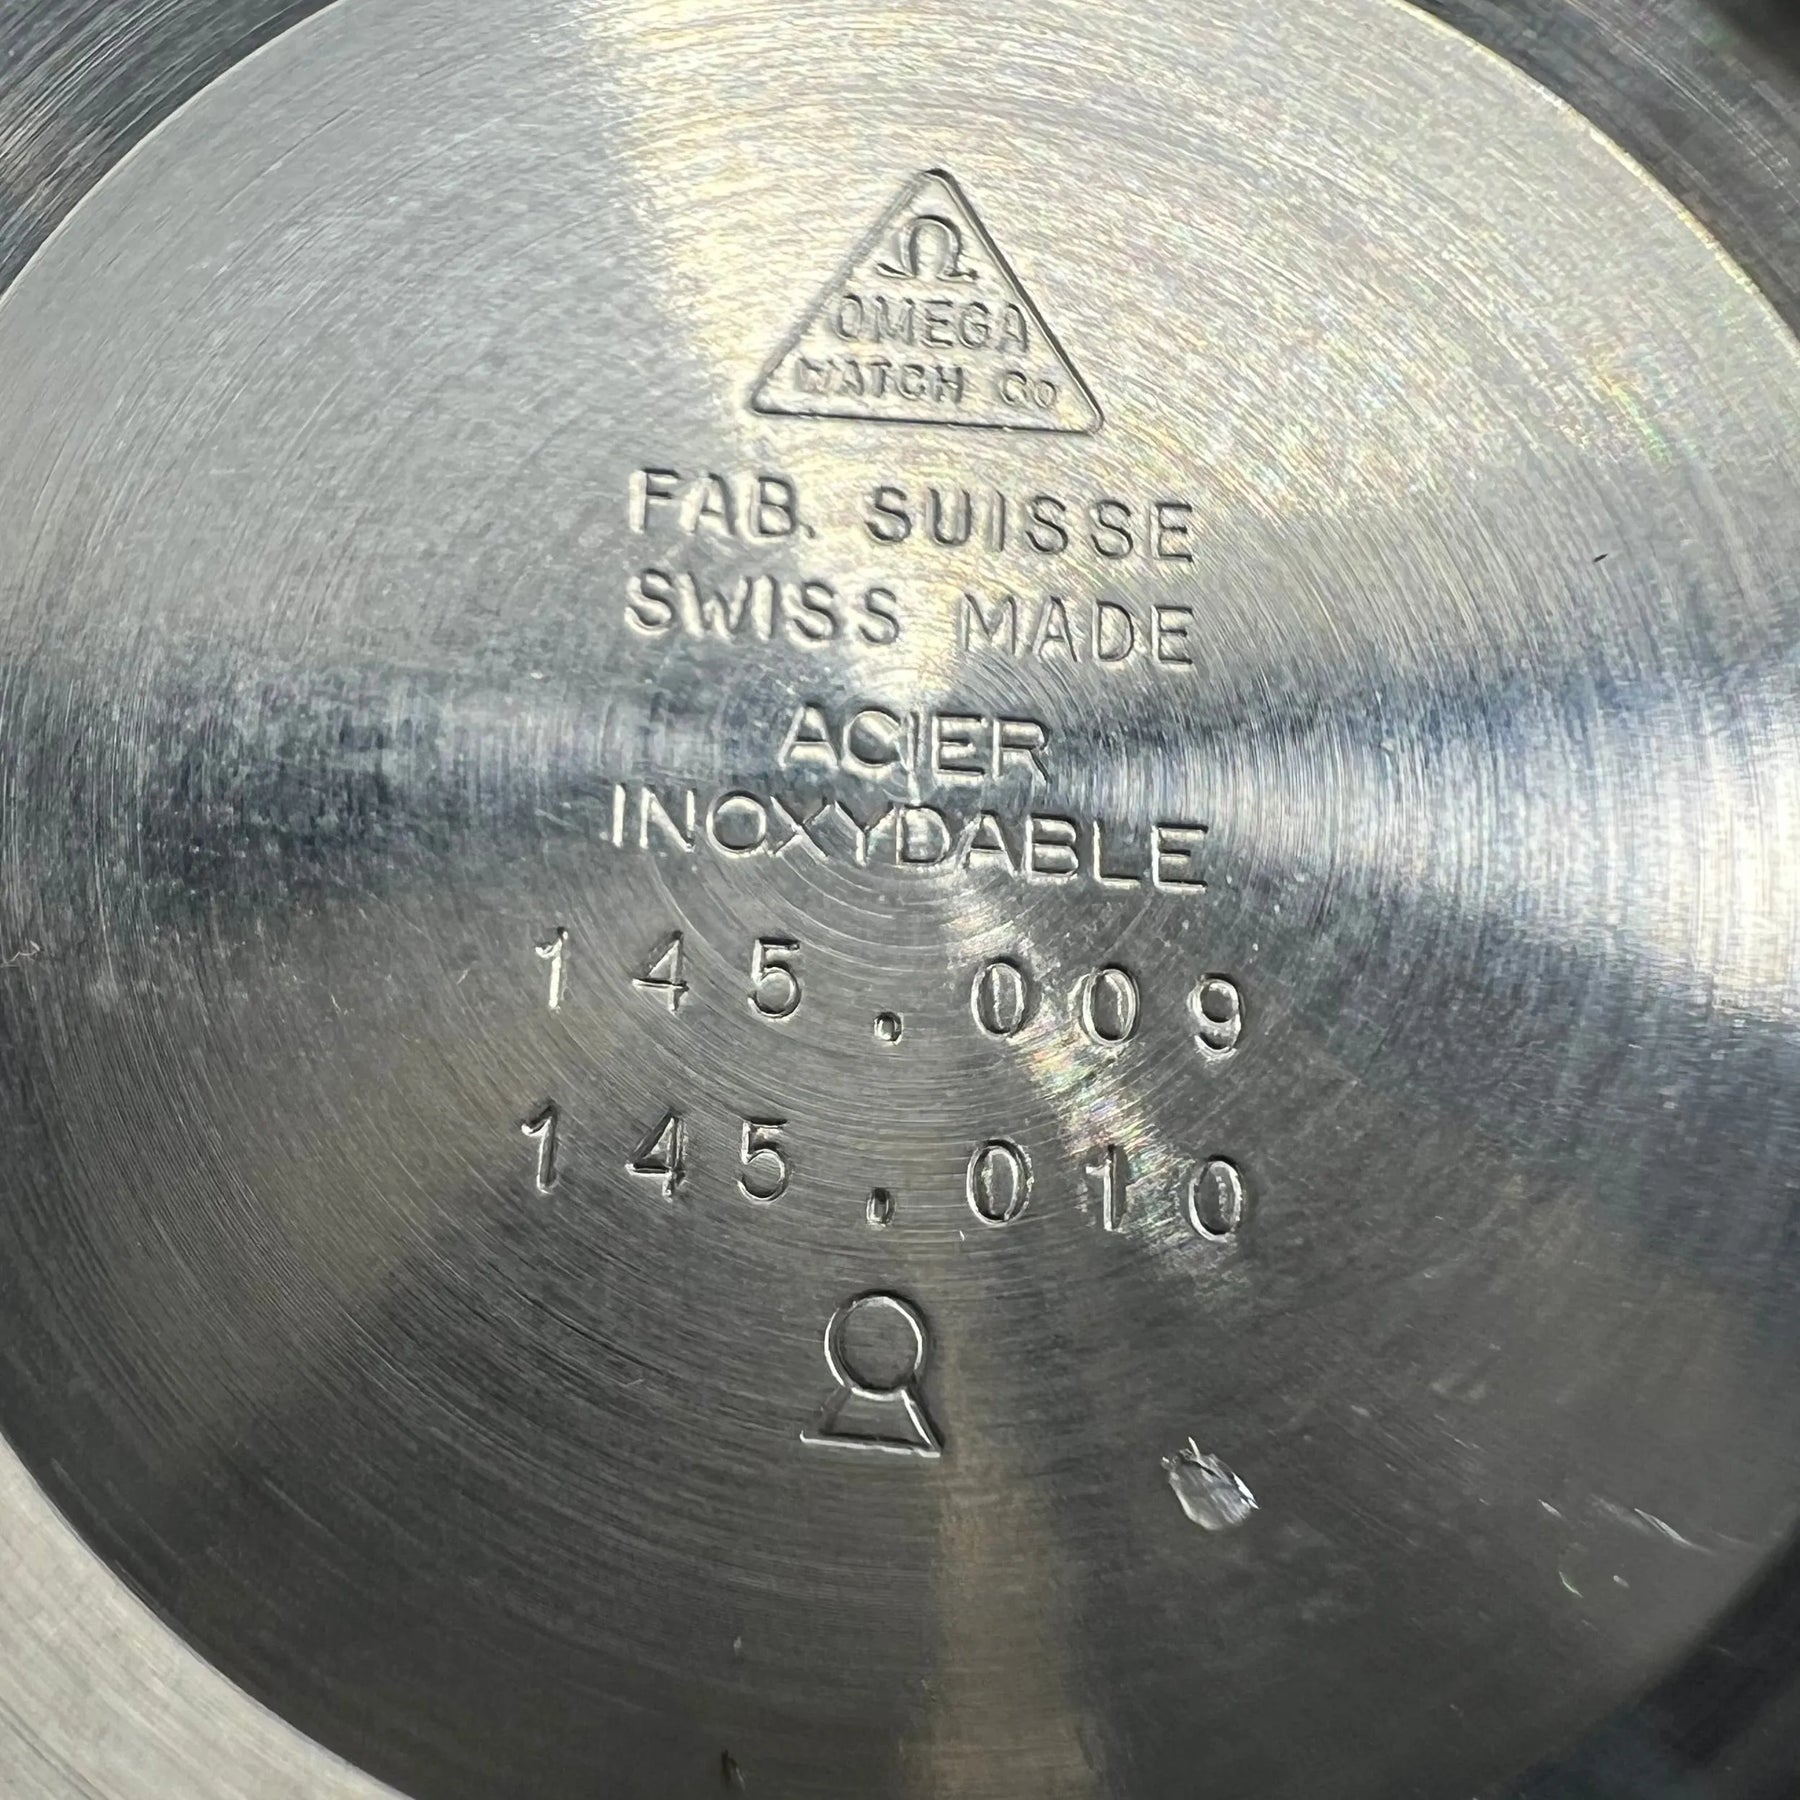 Ω
OMEGA
WATCH Co
FAB. SUISSE
SWISS MADE
ACIER
INOXYDABLE
145.009
145.010